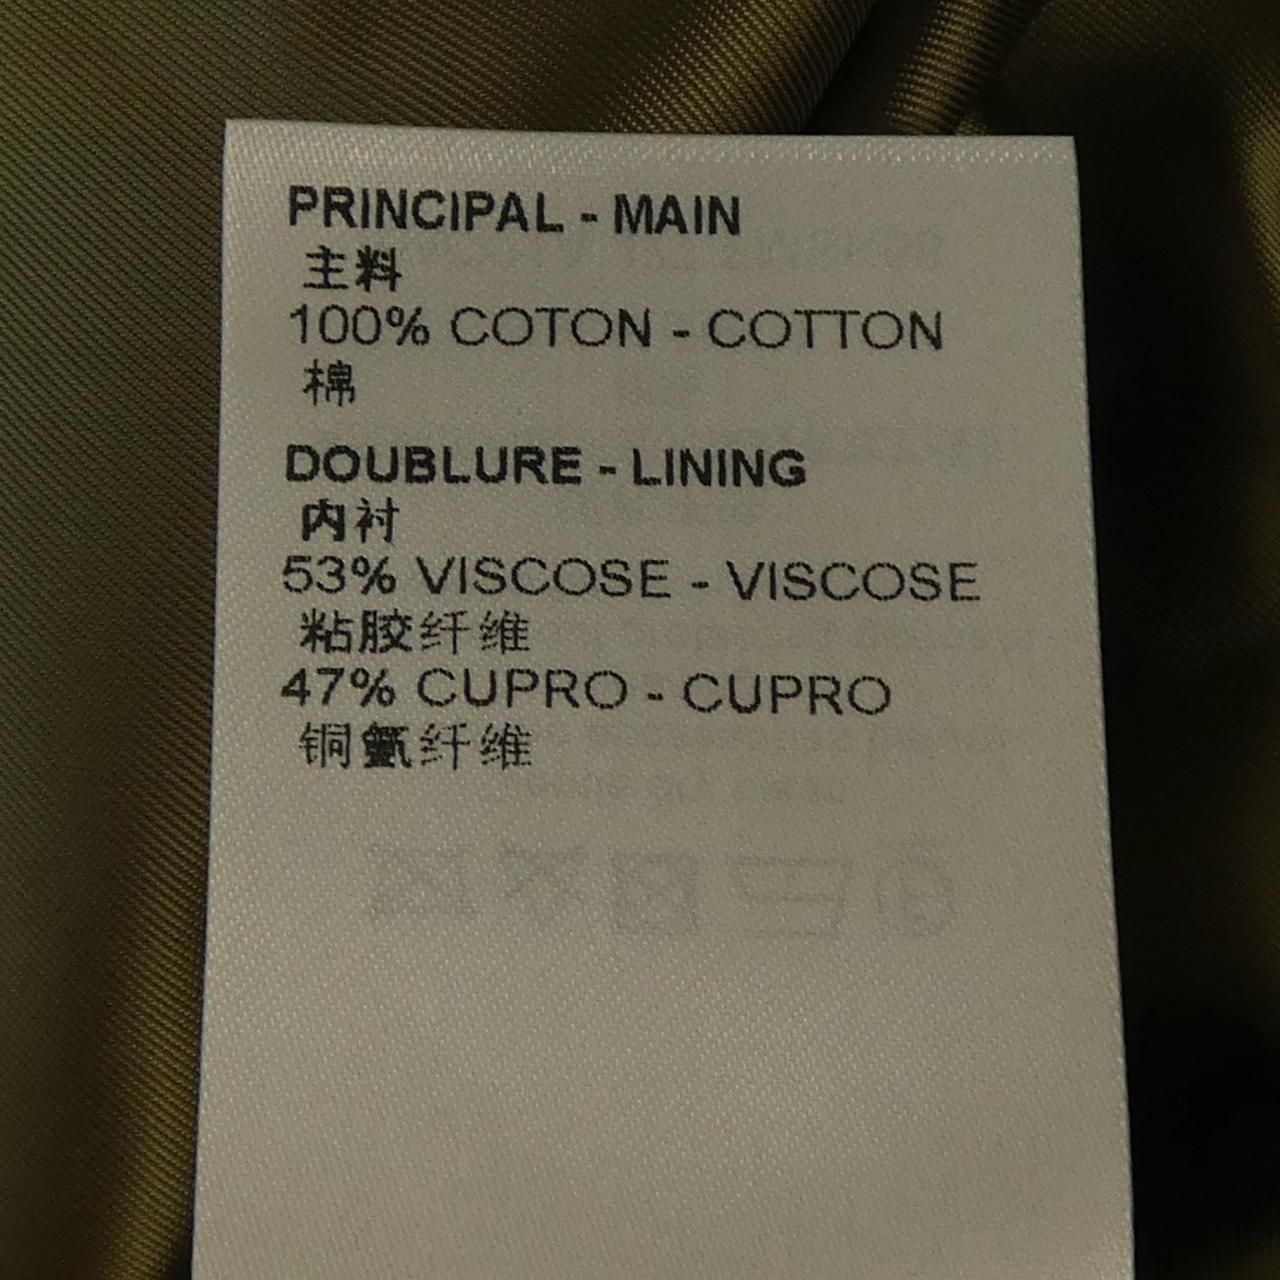 PRINCIPAL - MAIN
主料
100% COTON - COTTON
棉
DOUBLURE - LINING
内衬
53% VISCOSE - VISCOSE
粘胶纤维
47% CUPRO - CUPRO
铜氨纤维